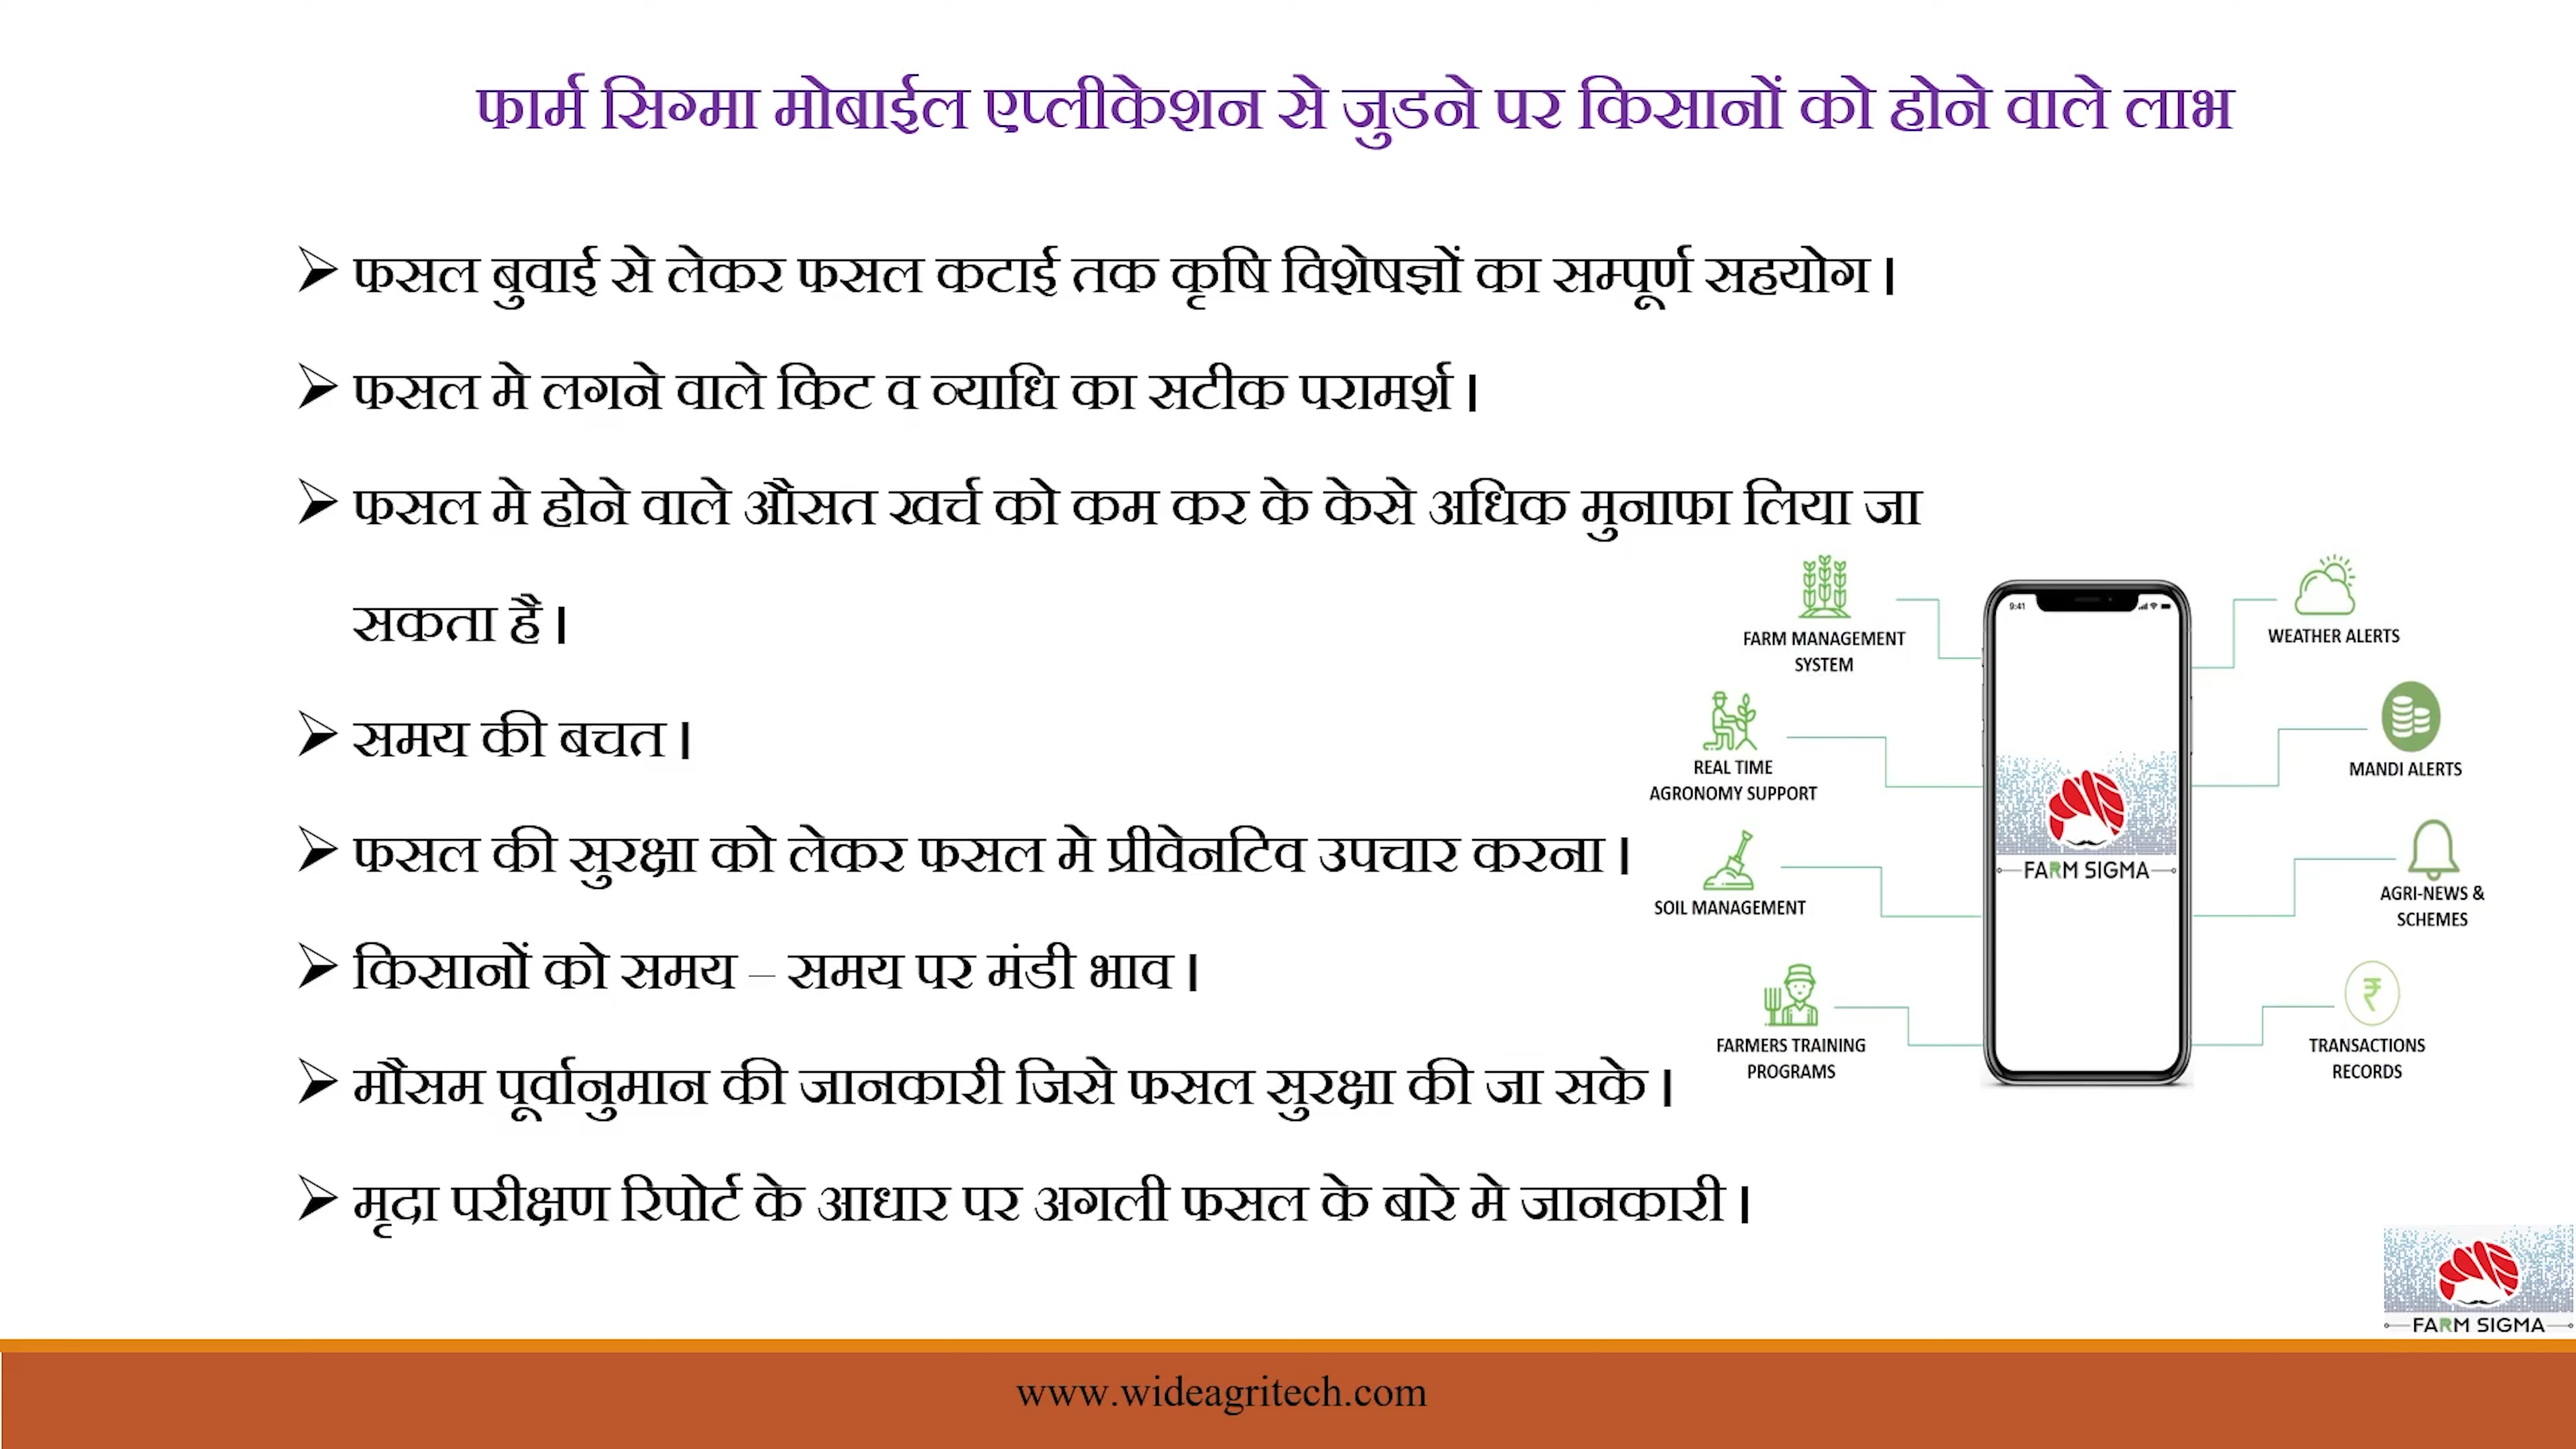 फार्म सिग्मा मोबाईल एप्लीकेशन से जुडने पर किसानों को होने वाले लाभ
फसल बुवाई से लेकर फसल कटाई तक कृषि विशेषज्ञों का सम्पूर्ण सहयोग।
फसल मे लगने वाले किट व व्याधि का सटीक परामर्श।
फसल मे होने वाले औसत खर्च को कम कर के केसे अधिक मुनाफा लिया जा
सकता है।
समय की बचत।
फसल की सुरक्षा को लेकर फसल मे प्रीवेनटिव उपचार करना।
किसानों को समय – समय पर मंडी भाव।
मौसम पूर्वानुमान की जानकारी जिसे फसल सुरक्षा की जा सके।
मृदा परीक्षण रिपोर्ट के आधार पर अगली फसल के बारे मे जानकारी।
FARM MANAGEMENT
SYSTEM
REAL TIME
AGRONOMY SUPPORT
SOIL MANAGEMENT
FARMERS TRAINING
PROGRAMS
9:41
FARM SIGMA
WEATHER ALERTS
MANDI ALERTS
AGRI-NEWS &
SCHEMES
₹
TRANSACTIONS
RECORDS
FARM SIGMA
www.wideagritech.com